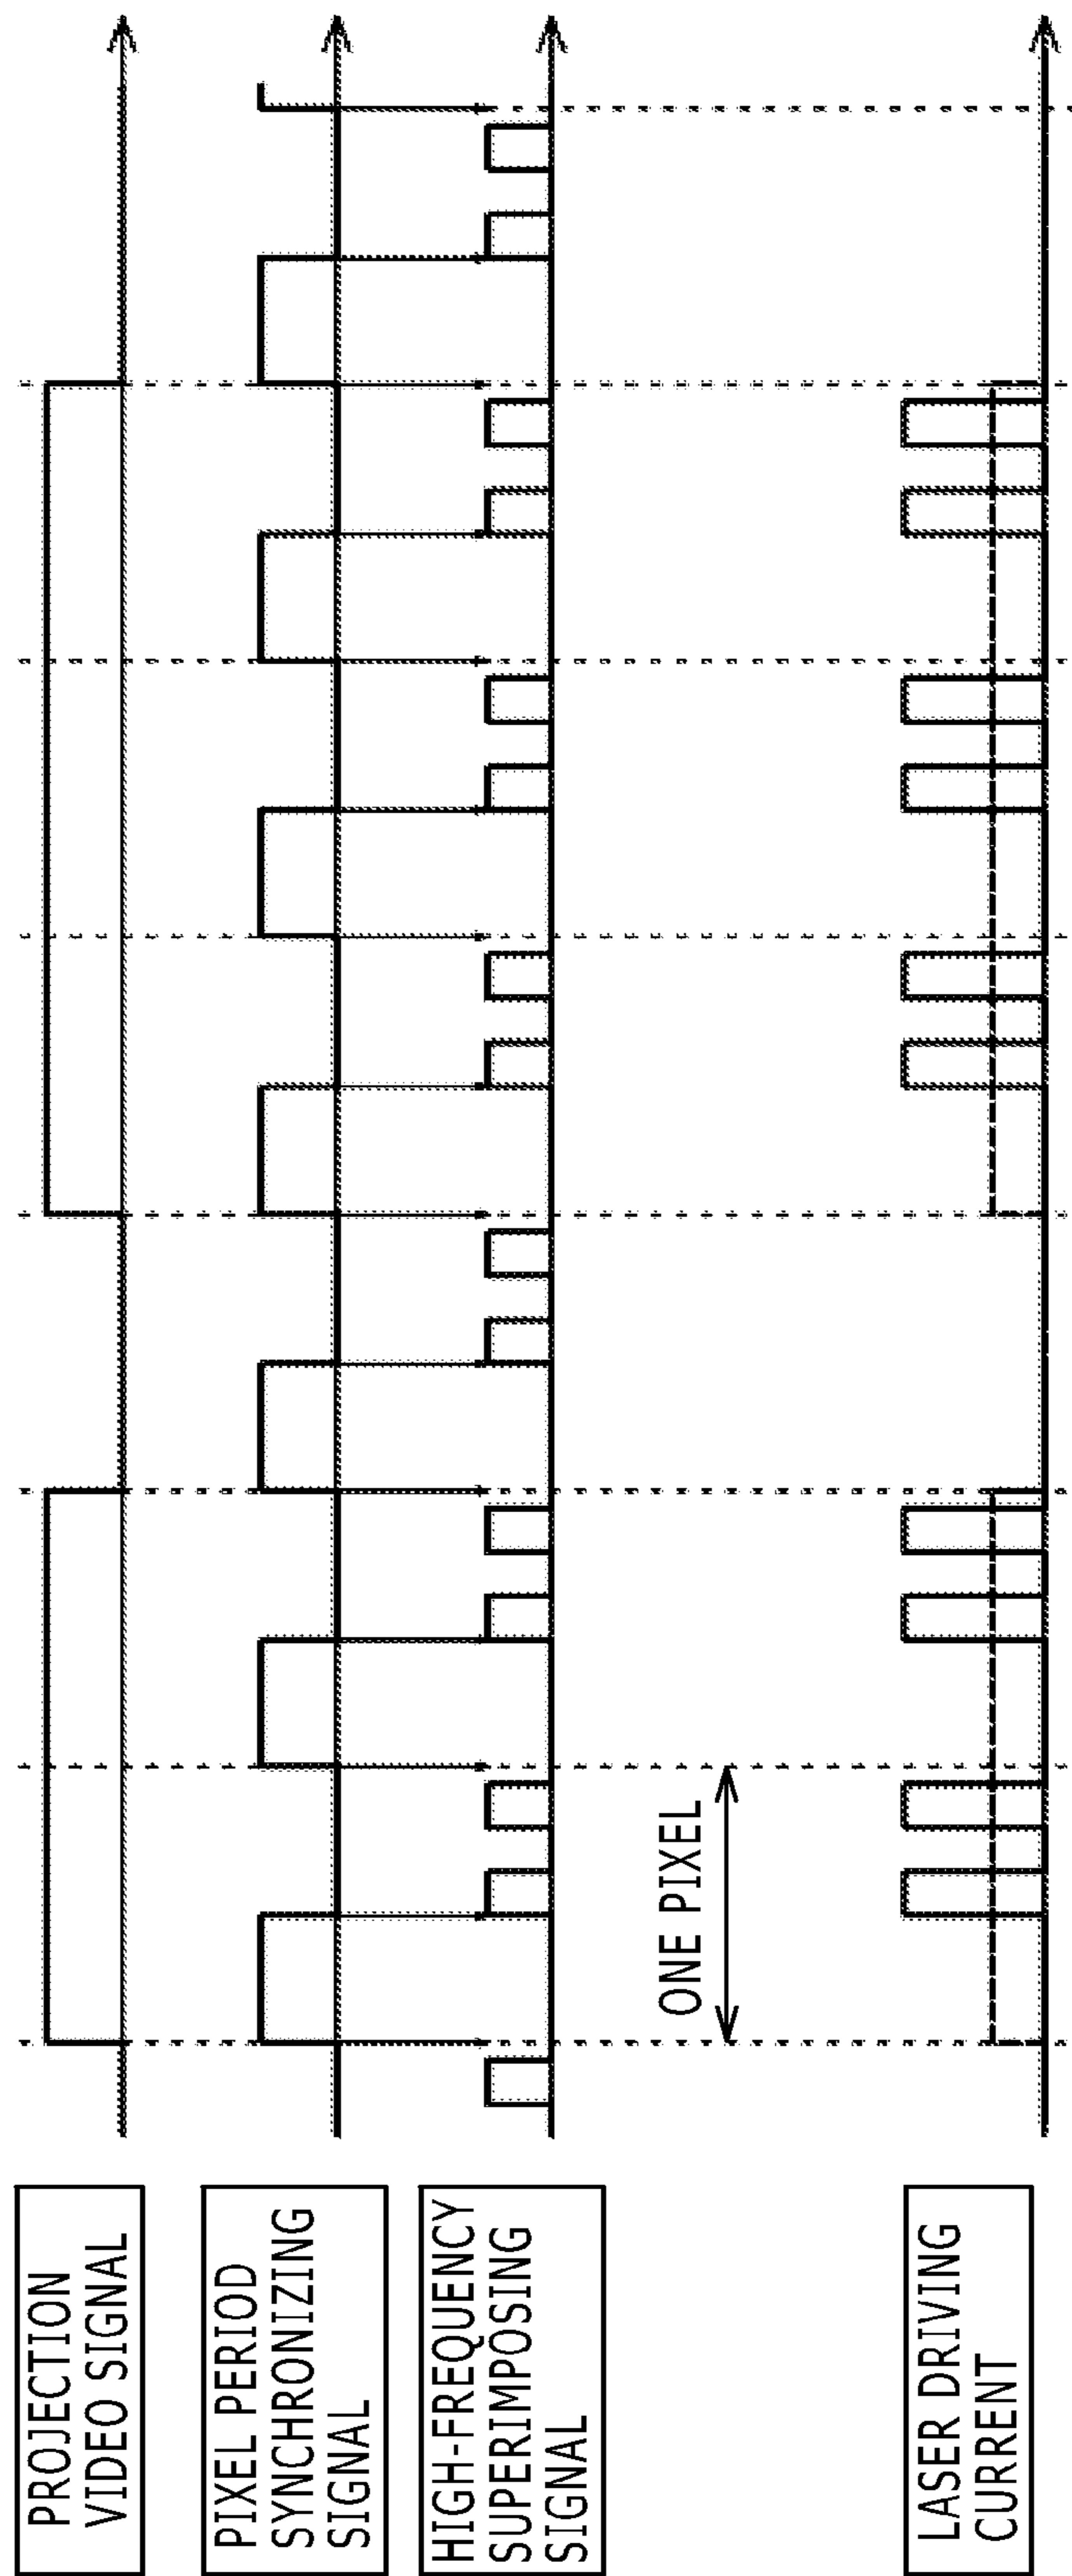 PROJECTION
VIDEO SIGNAL
PIXEL PERIOD
SYNCHRONIZING
SIGNAL
HIGH-FREQUENCY
SUPERIMPOSING
SIGNAL
ONE PIXEL
LASER DRIVING
CURRENT